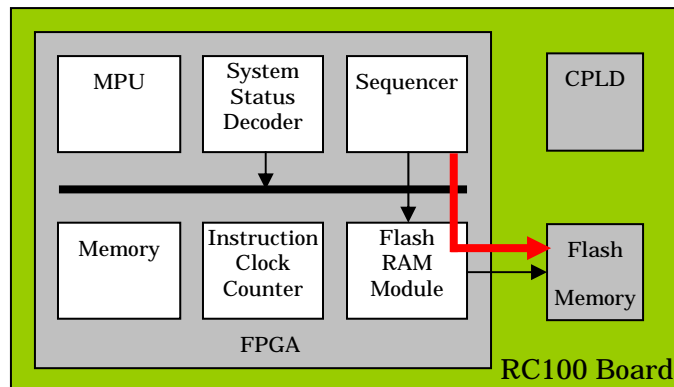 MPU
System
Status
Decoder
Sequencer
CPLD
Memory
Instruction
Clock
Counter
Flash
RAM
Module
Flash
Memory
FPGA
RC100 Board